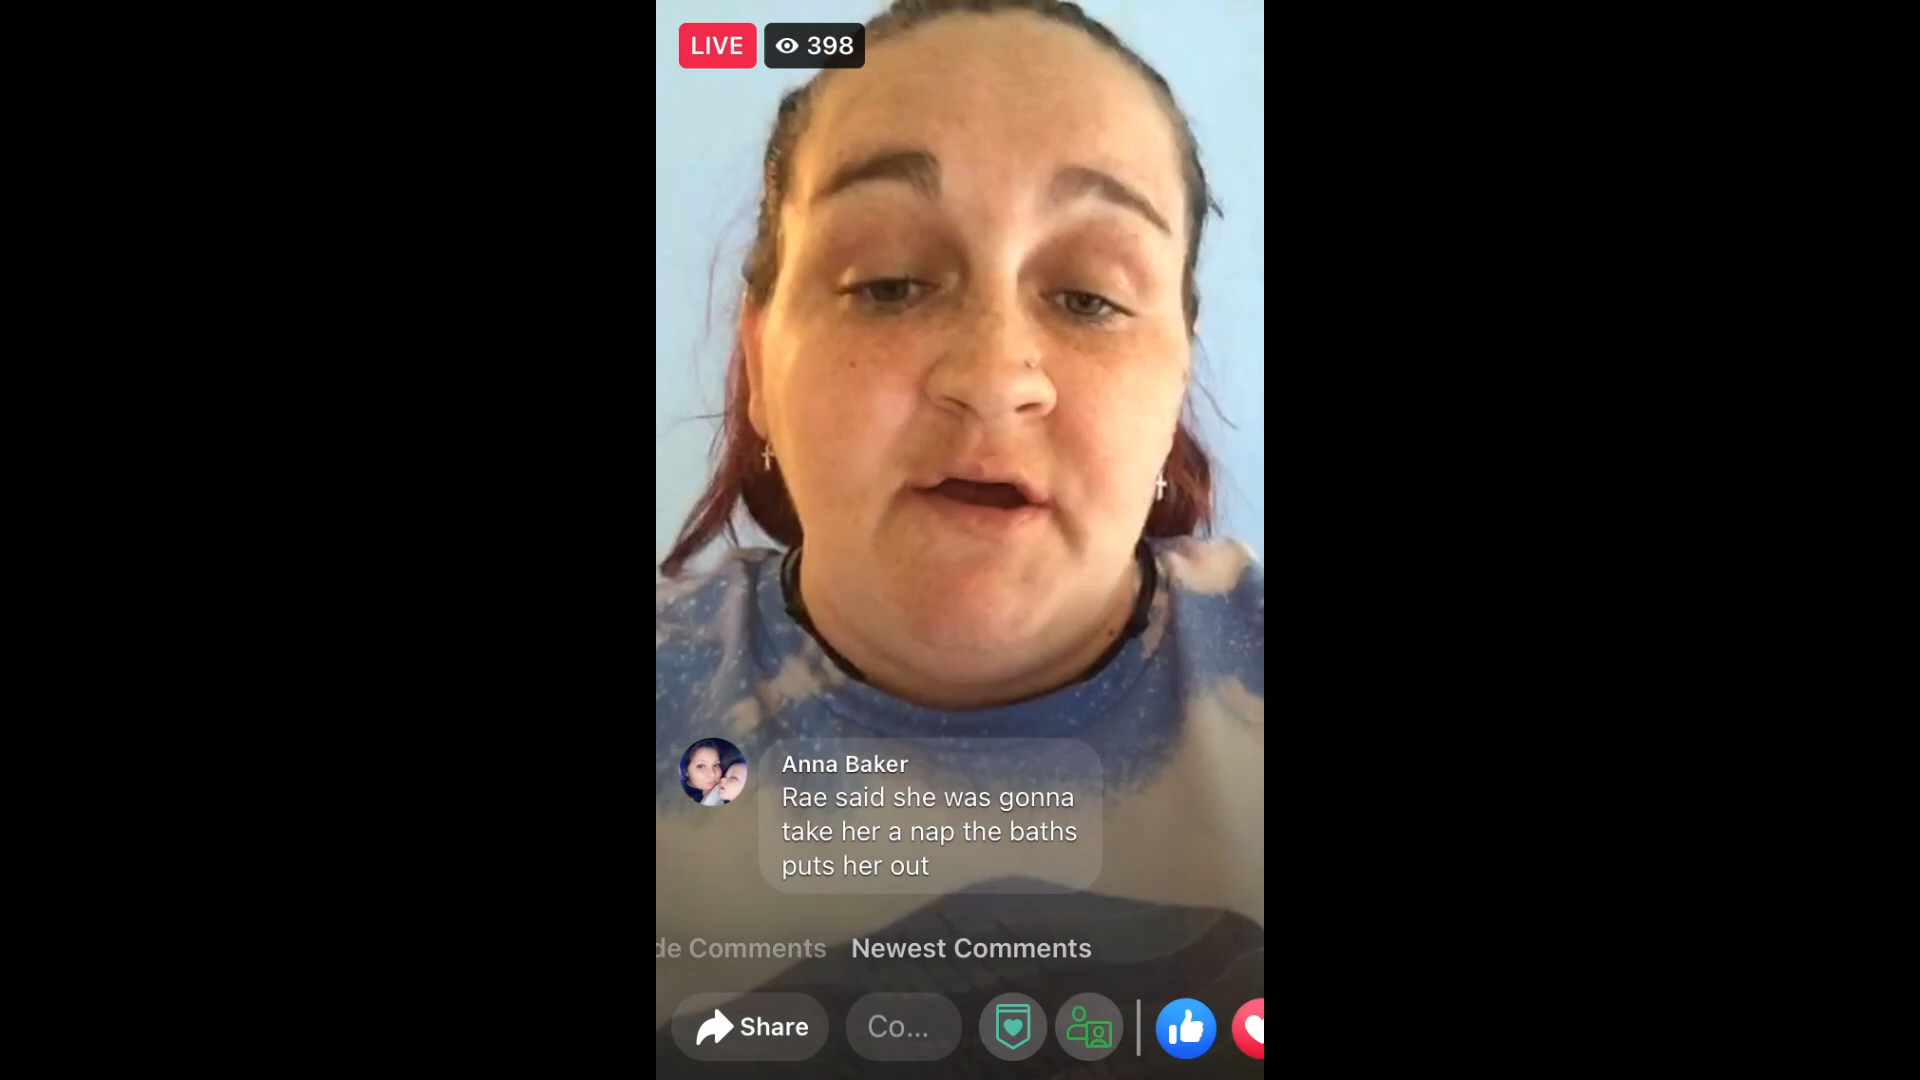 LIVE 398
Anna Baker
Rae said she was gonna
take her a nap the baths
puts her out
de Comments Newest Comments
Share Co...